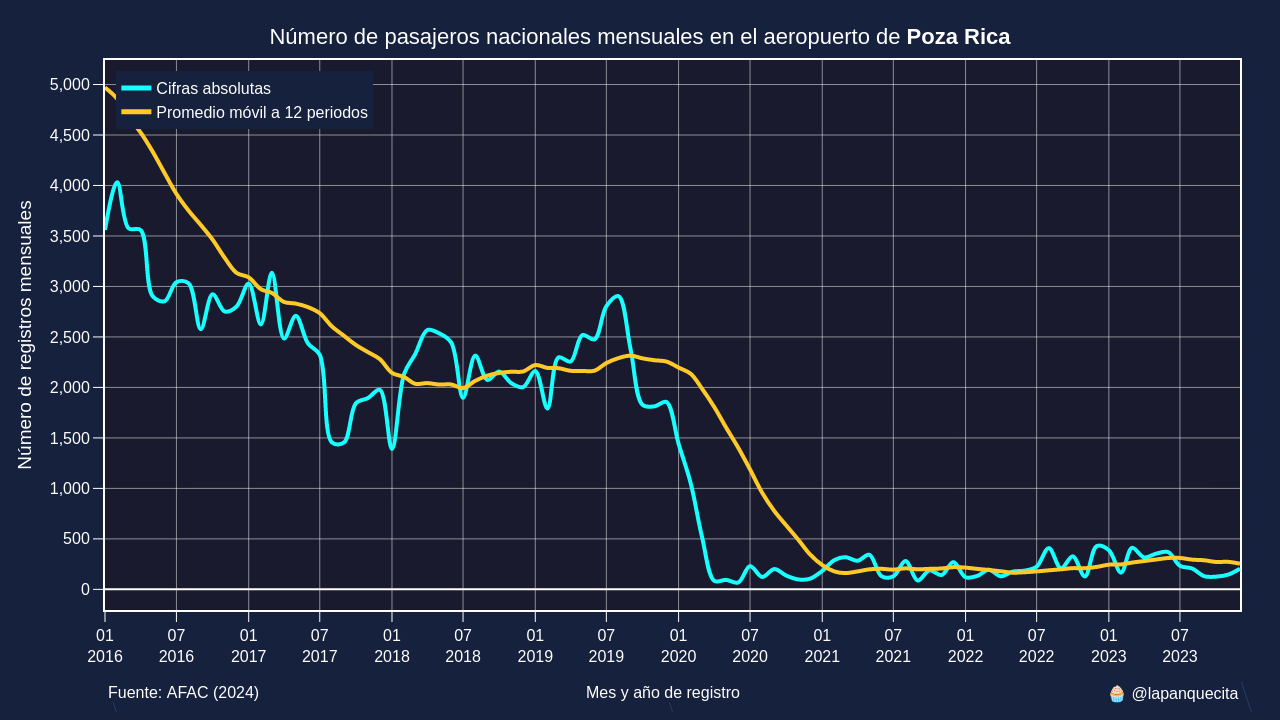 Número de pasajeros nacionales mensuales en el aeropuerto de Poza Rica
Cifras absolutas
Promedio móvil a 12 periodos
Número de registros mensuales
5,000
4,500
4,000
3,500
3,000
2,500
2,000
1,500
1,000
500
0
01 07 01 07 01 07 01 07 01 07 01 07 01 07 01 07
2016 2016 2017 2017 2018 2018 2019 2019 2020 2020 2021 2021 2022 2022 2023 2023
Fuente: AFAC (2024) Mes y año de registro 🧁 @lapanquecita